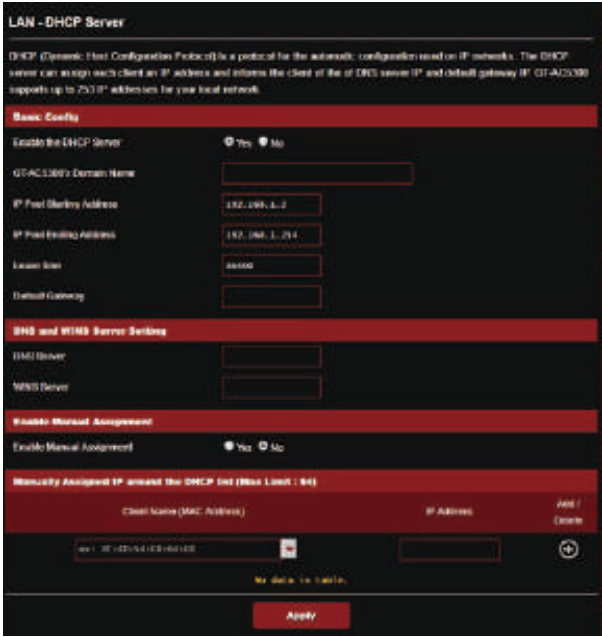 LAN - DHCP Server
DHCP (Dynamic Host Configuration Protocol) is a protocol for the automatic configuration used on IP networks. The DHCP
server can assign each client an IP address and informs the client of the of DNS server IP and default gateway IP. GT-AC5300
supports up to 253 IP addresses for your local network.
Basic Config
Enable the DHCP Server Yes No
GT-AC5300's Domain Name
IP Pool Starting Address 192.168.1.2
IP Pool Ending Address 192.168.1.254
Lease time 86400
Default Gateway
DNS and WINS Server Setting
DNS Server
WINS Server
Enable Manual Assignment
Enable Manual Assignment Yes No
Manually Assigned IP around the DHCP list (Max Limit : 64)
Client Name (MAC Address) IP Address Add / Delete
ex:
No data in table.
Apply